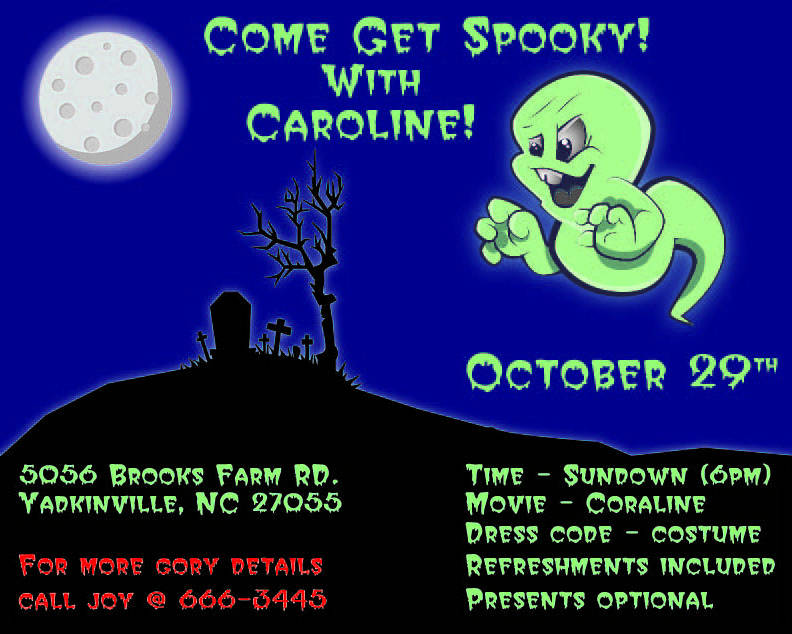 Come Get Spooky!
With
Caroline!
October 29th
5056 Brooks Farm RD.
Yadkinville, NC 27055
For more gory details
call joy @ 666-3445
Time - Sundown (6pm)
Movie - Coraline
Dress code - costume
Refreshments included
Presents optional